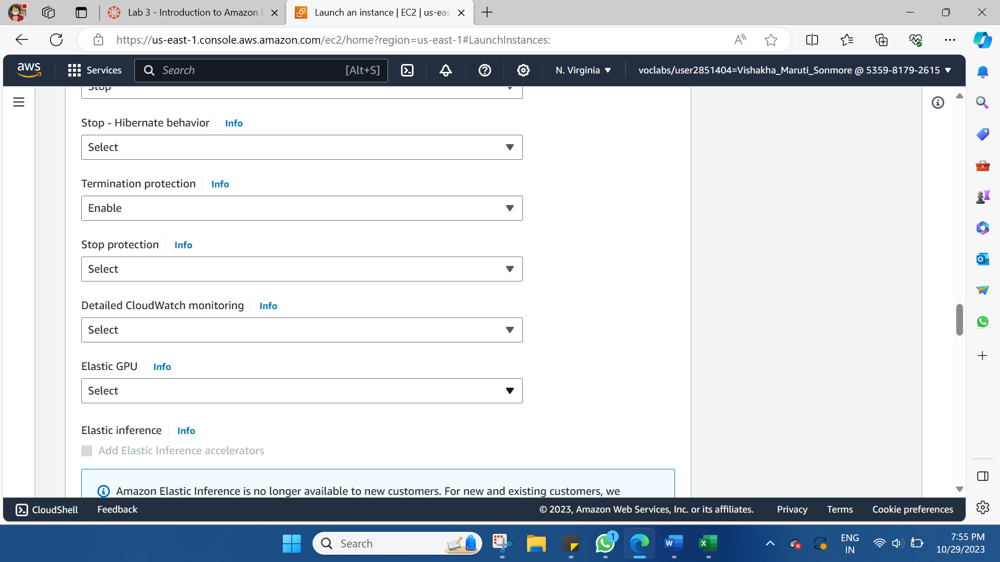 Lab 3 - Introduction to Amazon E
Launch an instance | EC2 | us-eas
https://us-east-1.console.aws.amazon.com/ec2/home?region=us-east-1#LaunchInstances:
aws
Services
Search
[Alt+S]
N. Virginia
voclabs/user2851404=Vishakha_Maruti_Sonmore @ 5359-8179-2615
Stop
Stop - Hibernate behavior
Info
Select
Termination protection
Info
Enable
Stop protection
Info
Select
Detailed CloudWatch monitoring
Info
Select
Elastic GPU
Info
Select
Elastic inference
Info
Add Elastic Inference accelerators
Amazon Elastic Inference is no longer available to new customers. For new and existing customers, we
CloudShell
Feedback
© 2023, Amazon Web Services, Inc. or its affiliates.
Privacy
Terms
Cookie preferences
Search
1
ENG
IN
7:55 PM
10/29/2023